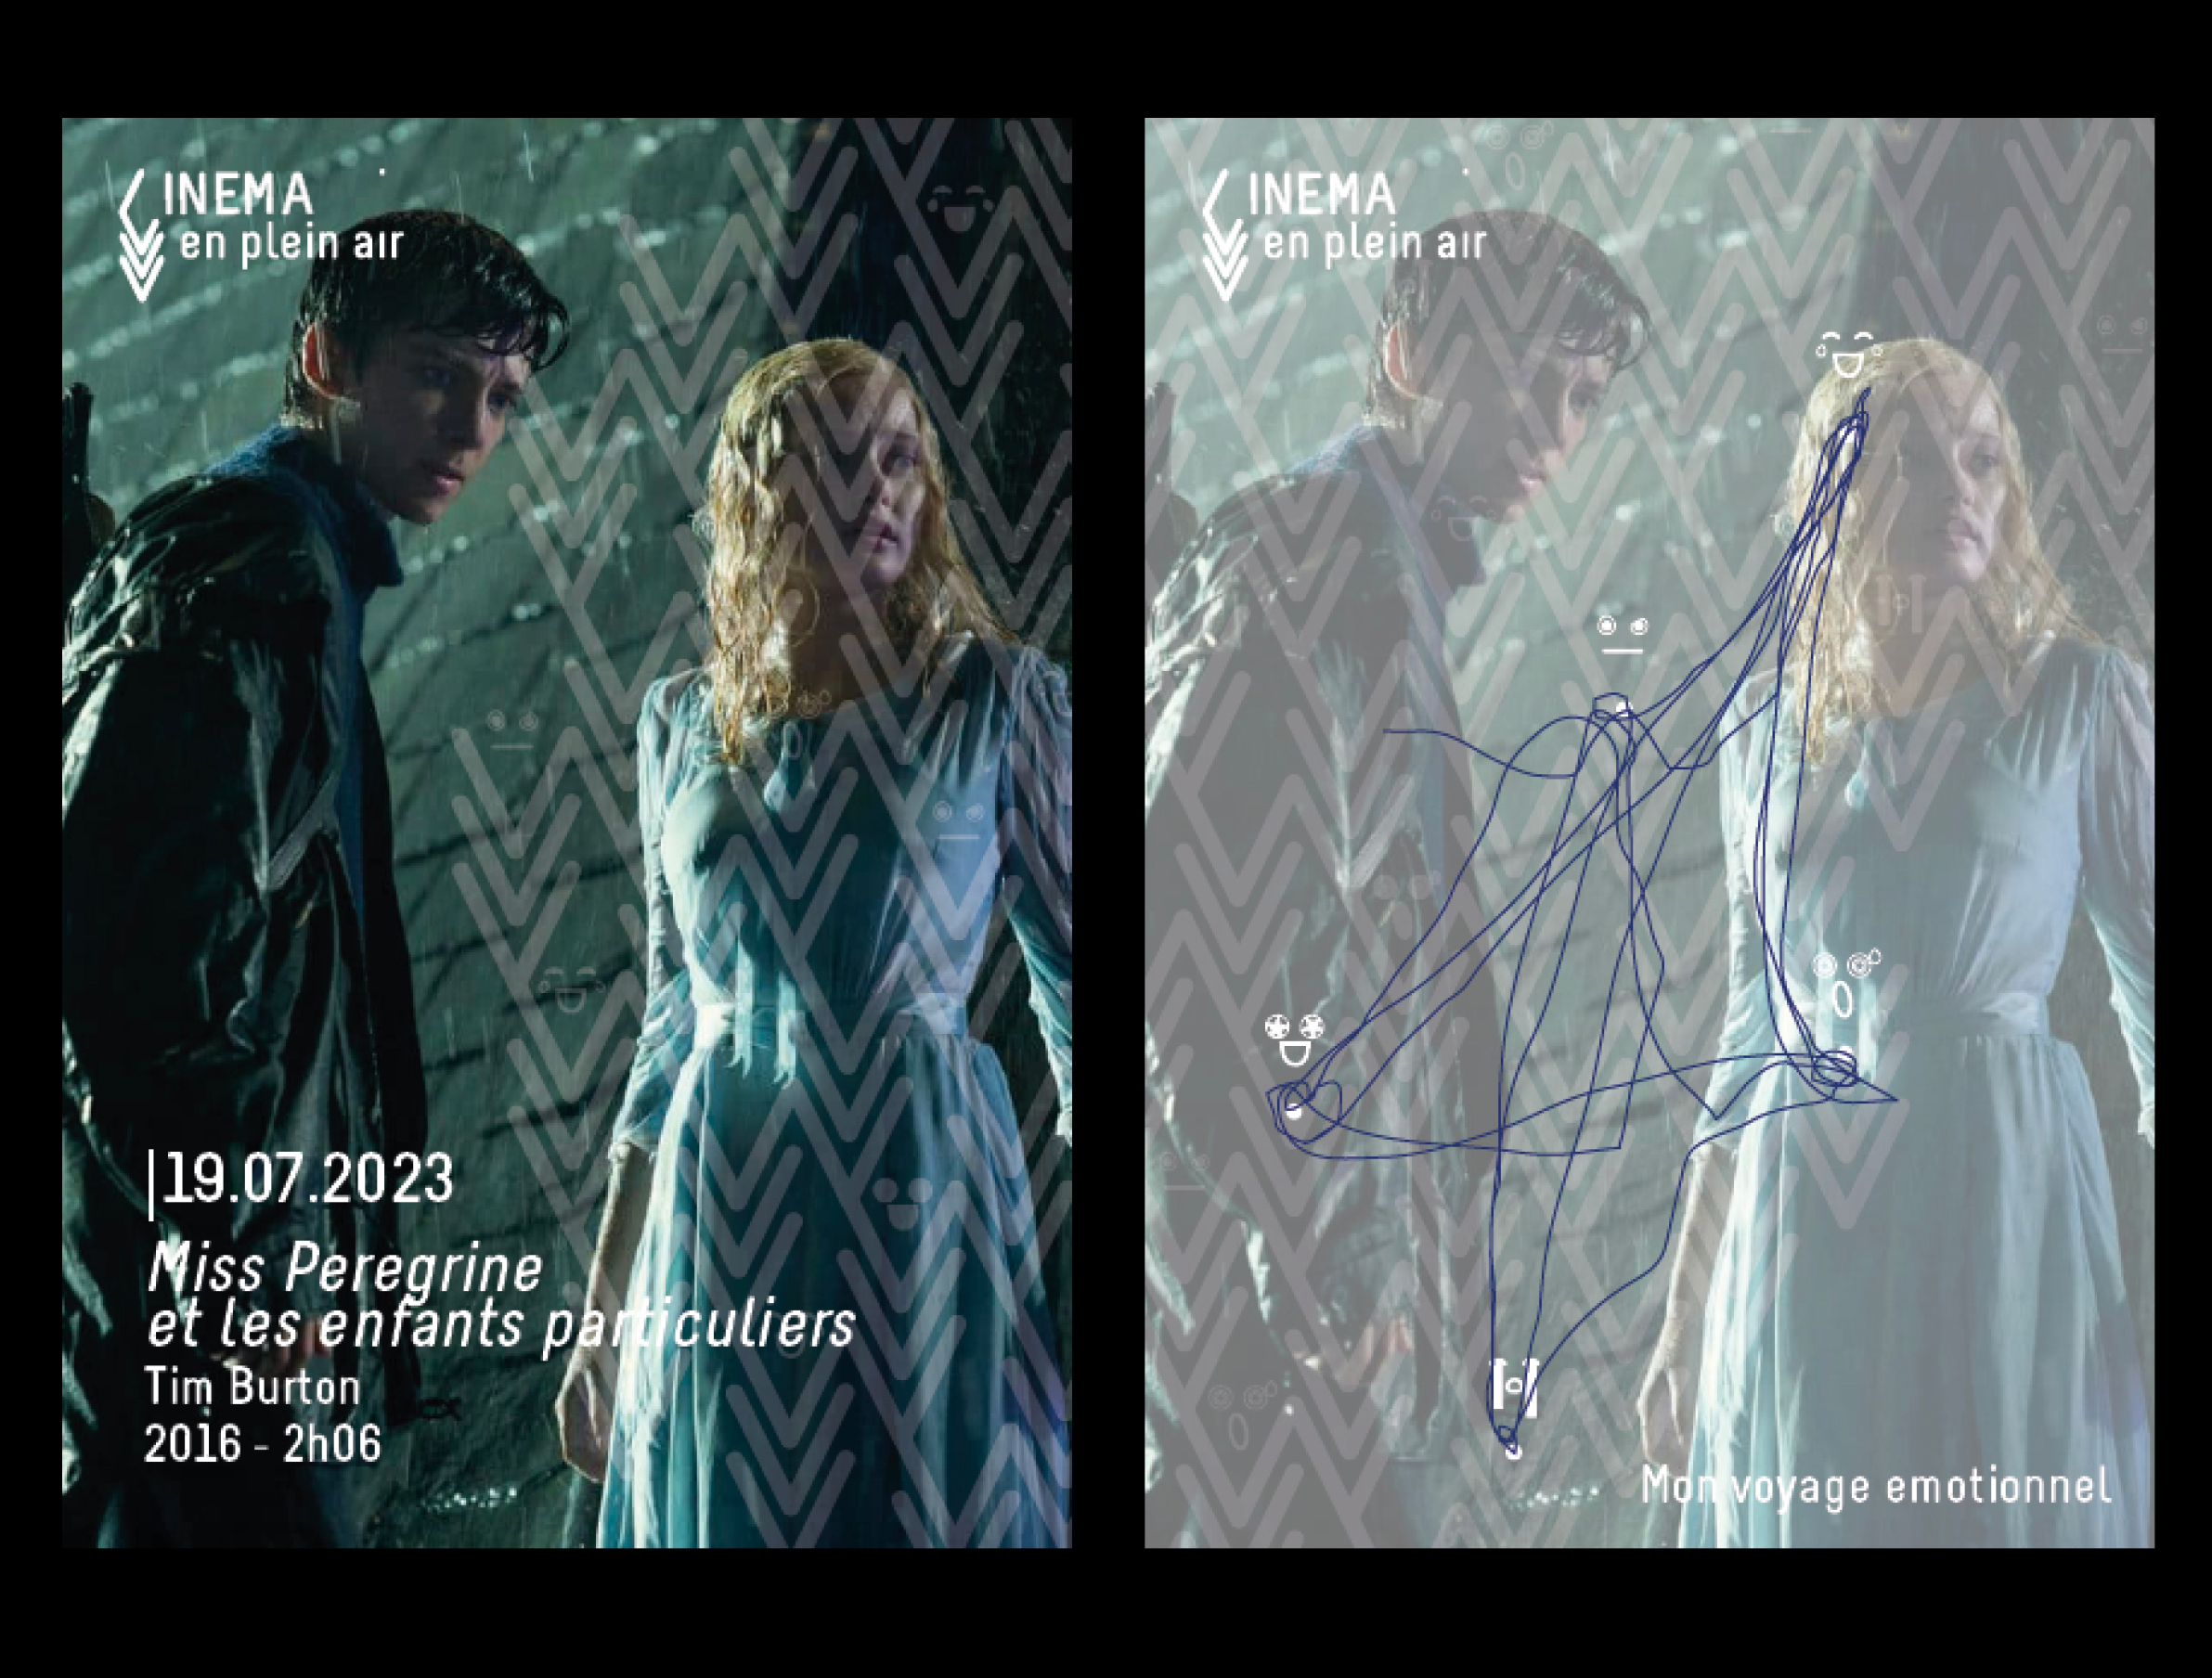 INEMA
en plein air
|19.07.2023
Miss Peregrine
et les enfants particuliers
Tim Burton
2016 - 2h06
INEMA
en plein air
Mon voyage emotionnel